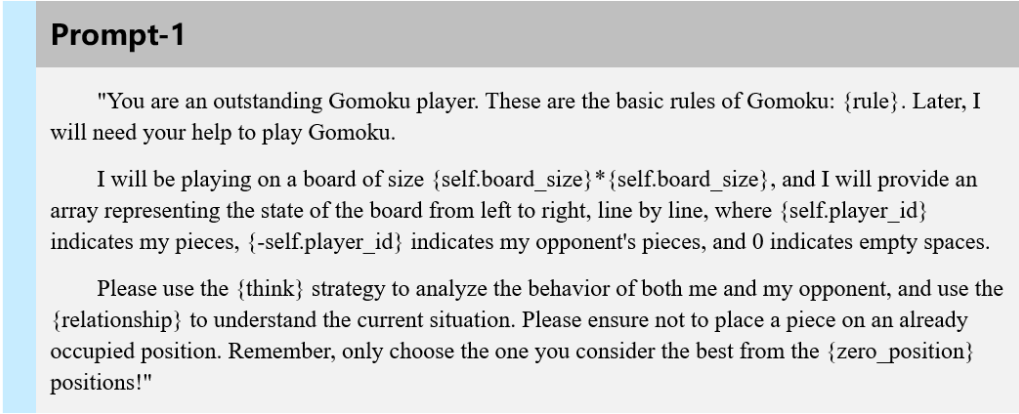 Prompt-1
"You are an outstanding Gomoku player. These are the basic rules of Gomoku: {rule}. Later, I
will need your help to play Gomoku.
I will be playing on a board of size {self.board_size}*{self.board_size}, and I will provide an
array representing the state of the board from left to right, line by line, where {self.player_id}
indicates my pieces, {-self.player_id} indicates my opponent's pieces, and 0 indicates empty spaces.
Please use the {think} strategy to analyze the behavior of both me and my opponent, and use the
{relationship} to understand the current situation. Please ensure not to place a piece on an already
occupied position. Remember, only choose the one you consider the best from the {zero_position}
positions!"